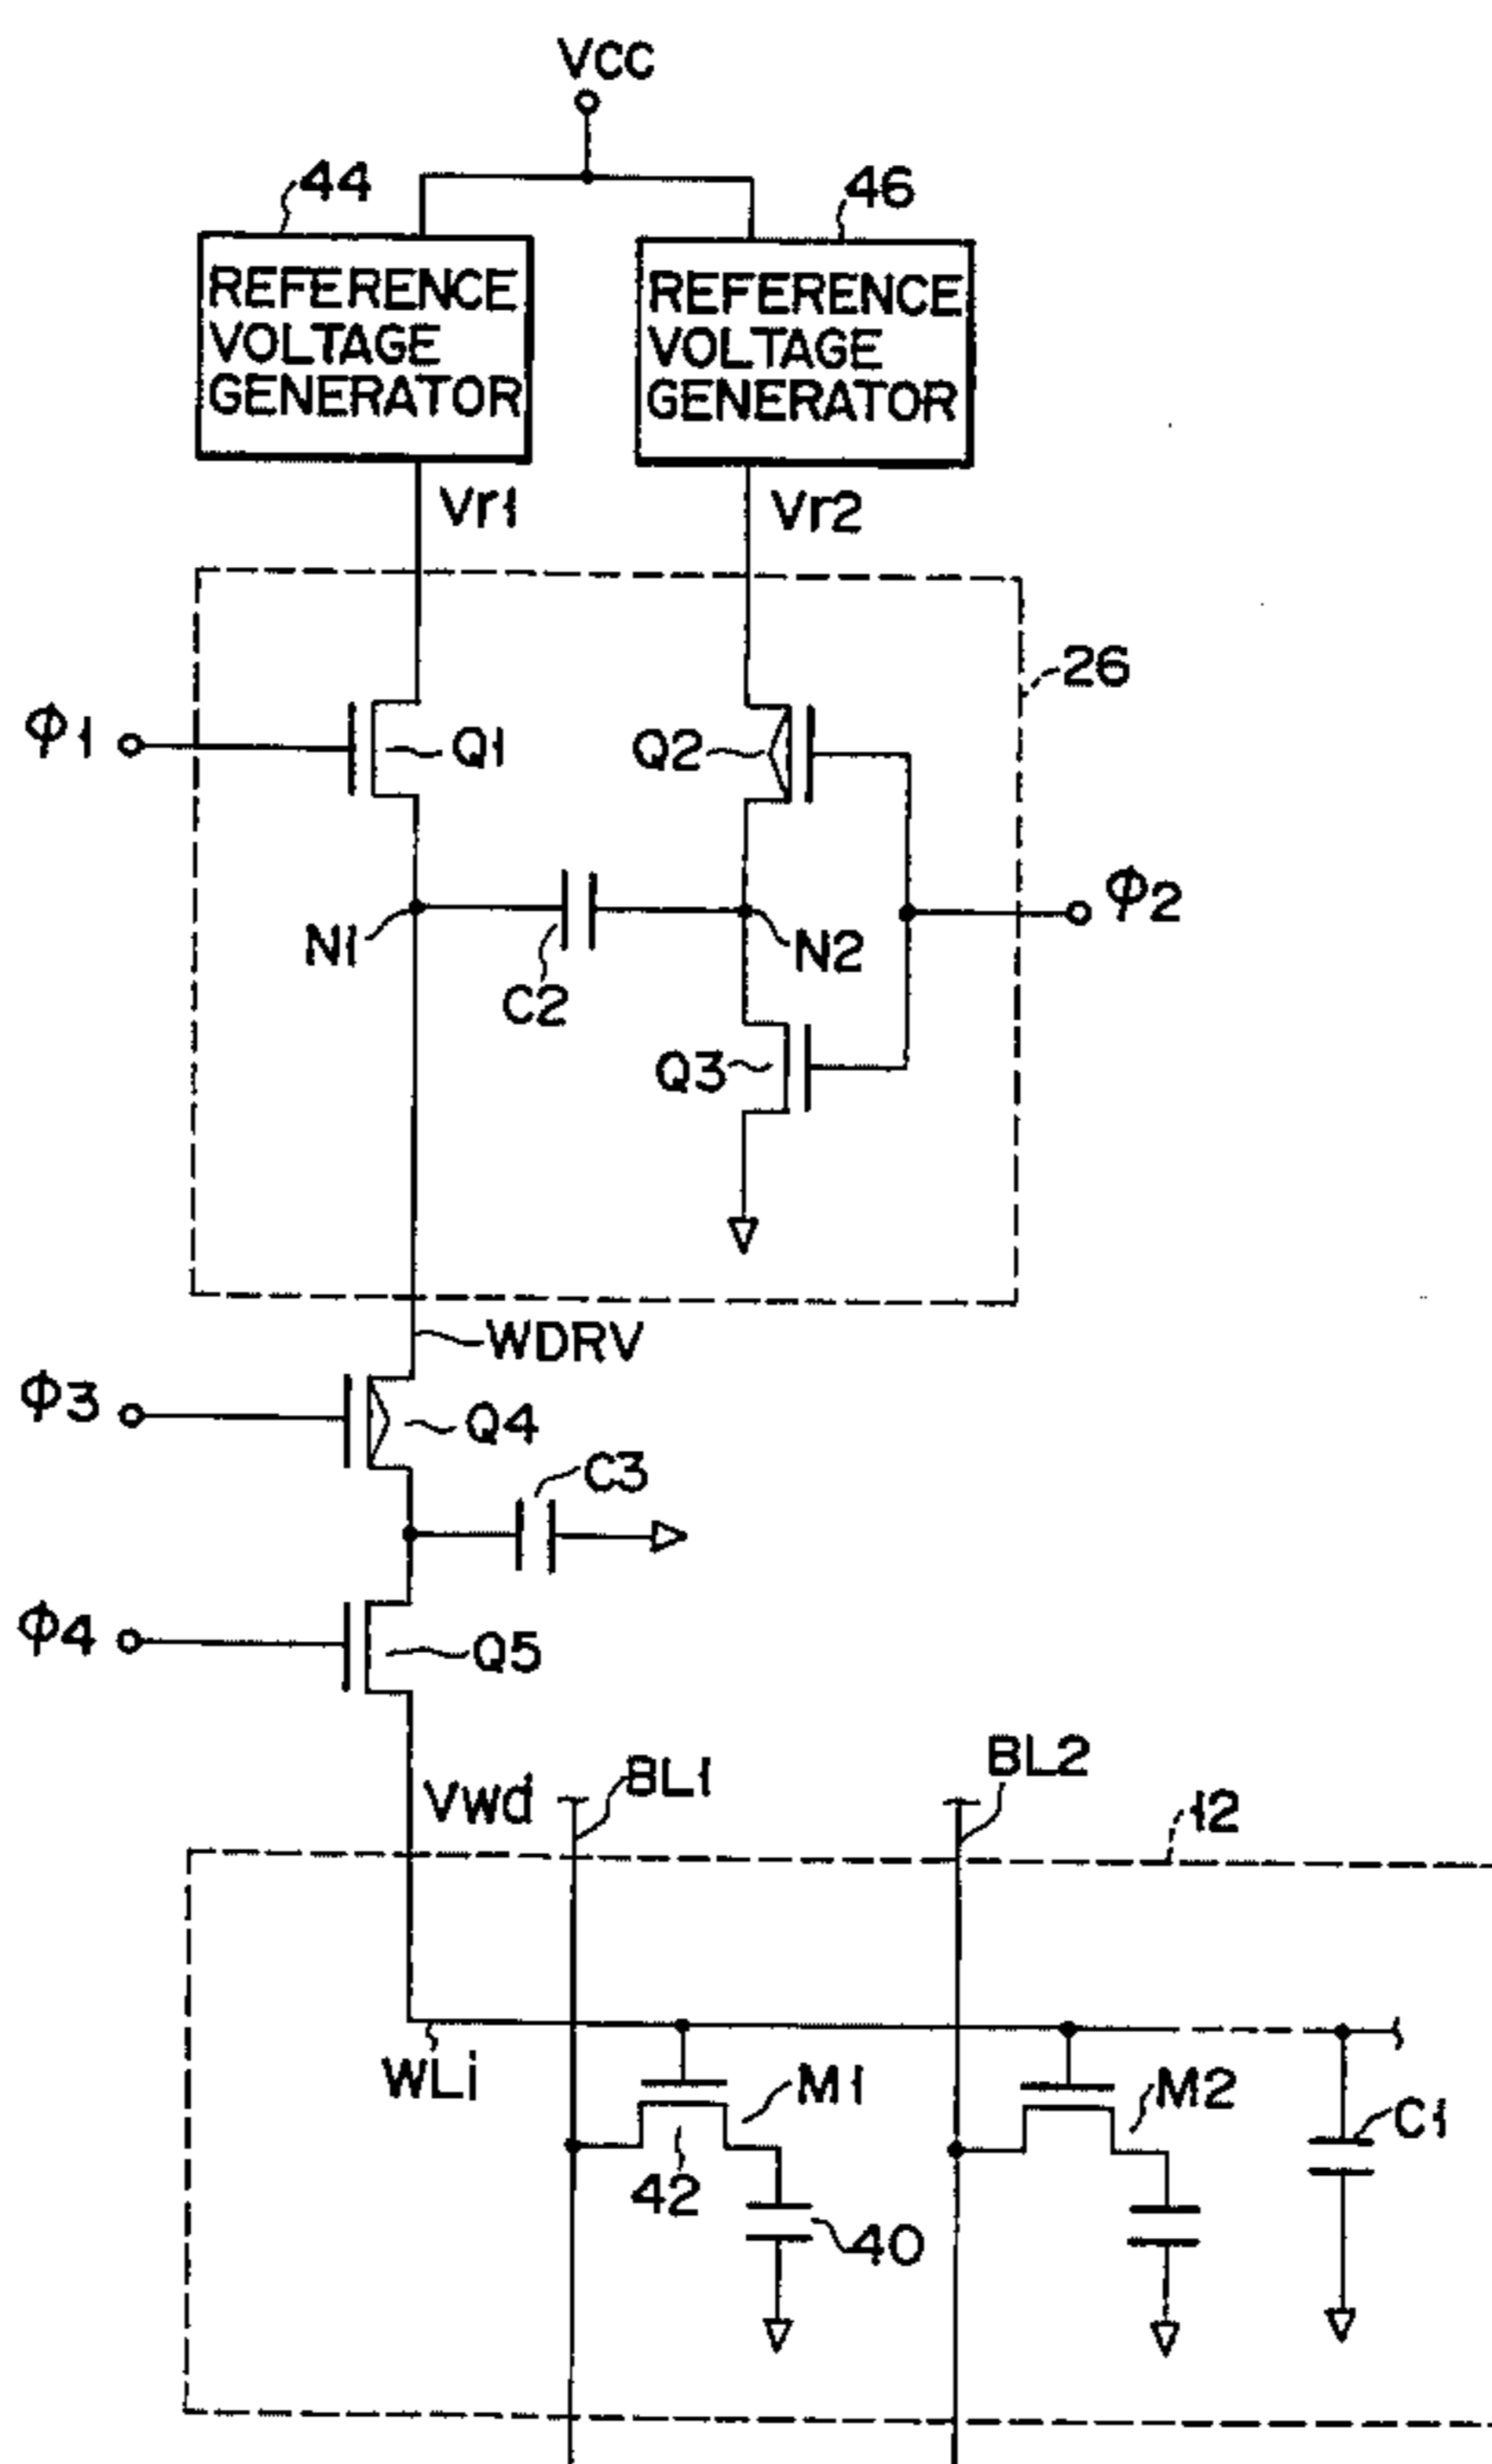 VCC
44
46
REFERENCE
VOLTAGE
GENERATOR
REFERENCE
VOLTAGE
GENERATOR
Vr1
Vr2
26
Φ1
Q1
Q2
Φ2
N1
N2
C2
Q3
WDRV
Φ3
Q4
C3
Φ4
Q5
Vwd
BL1
BL2
12
WLi
M1
M2
C1
42
40